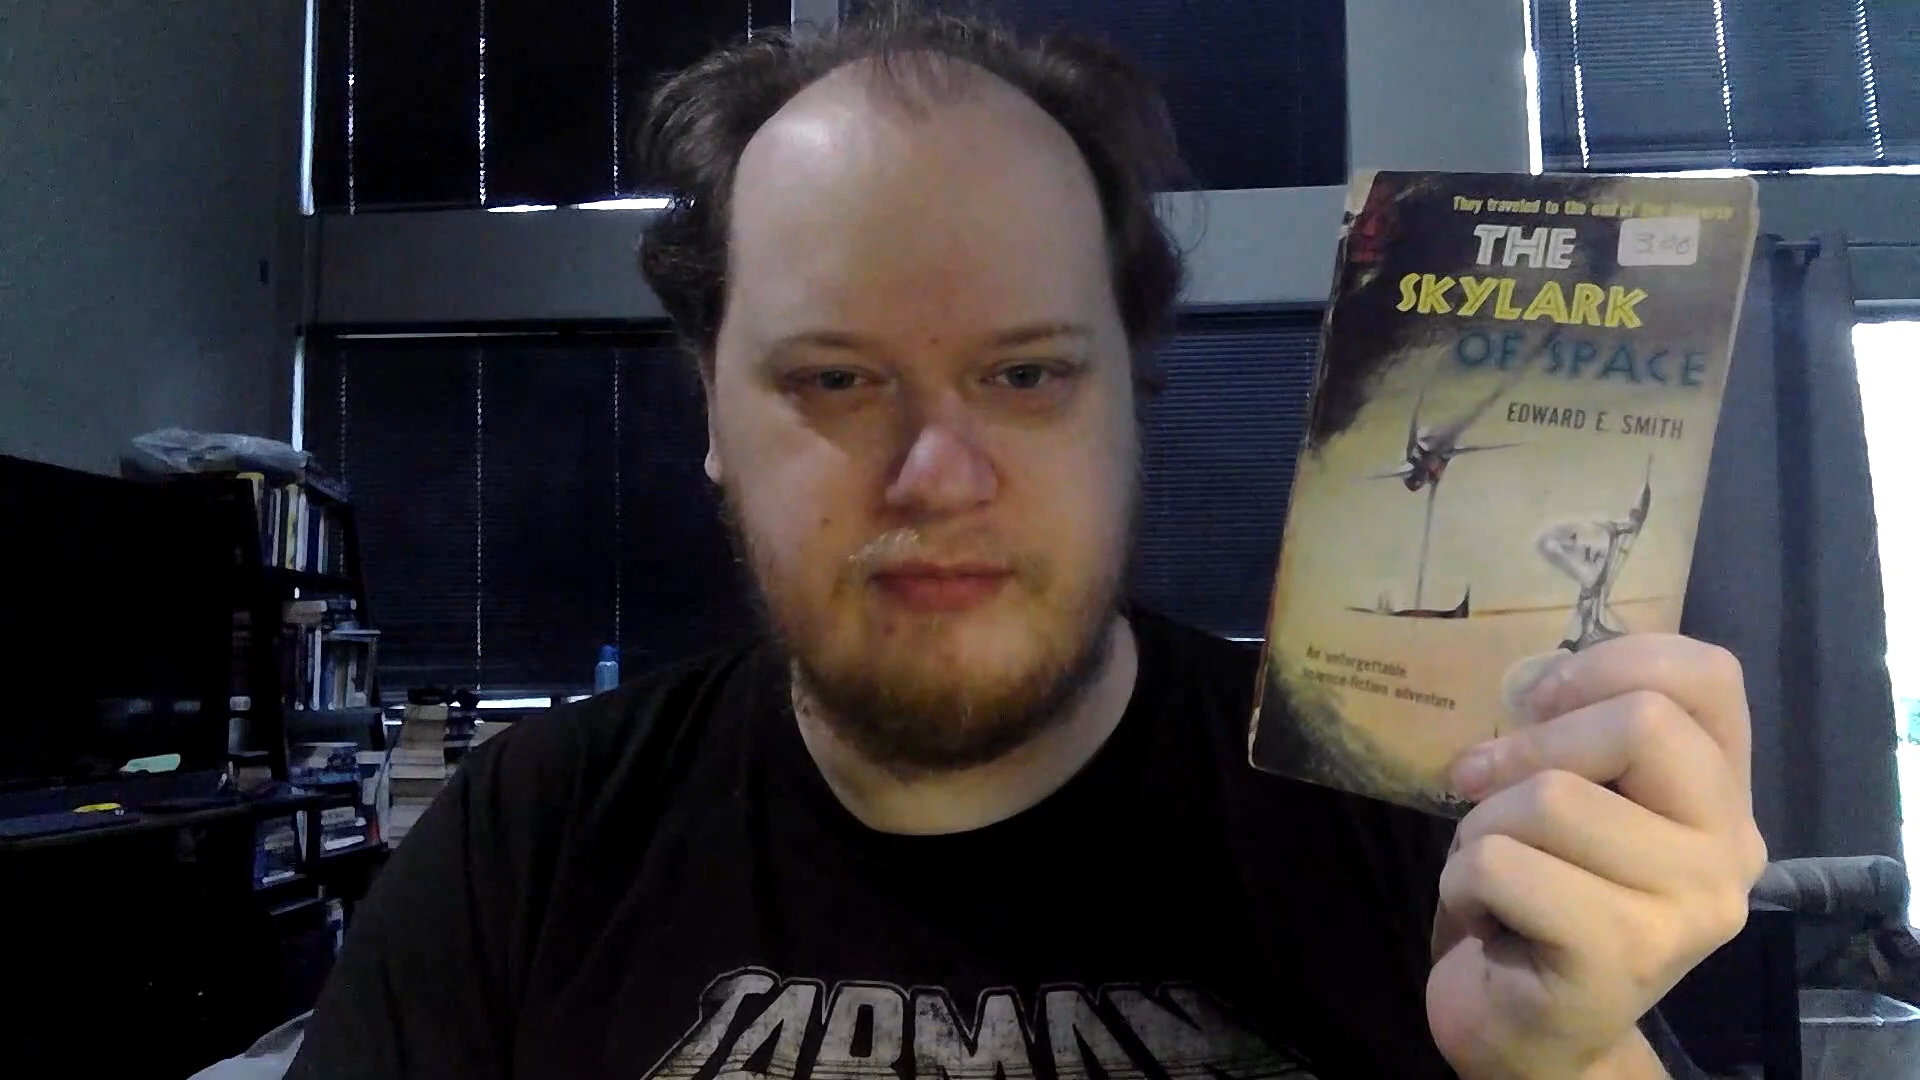 They traveled to the end of the Universe
THE
3.00
SKYLARK
OF SPACE
EDWARD E. SMITH
An unforgettable
science-fiction adventure